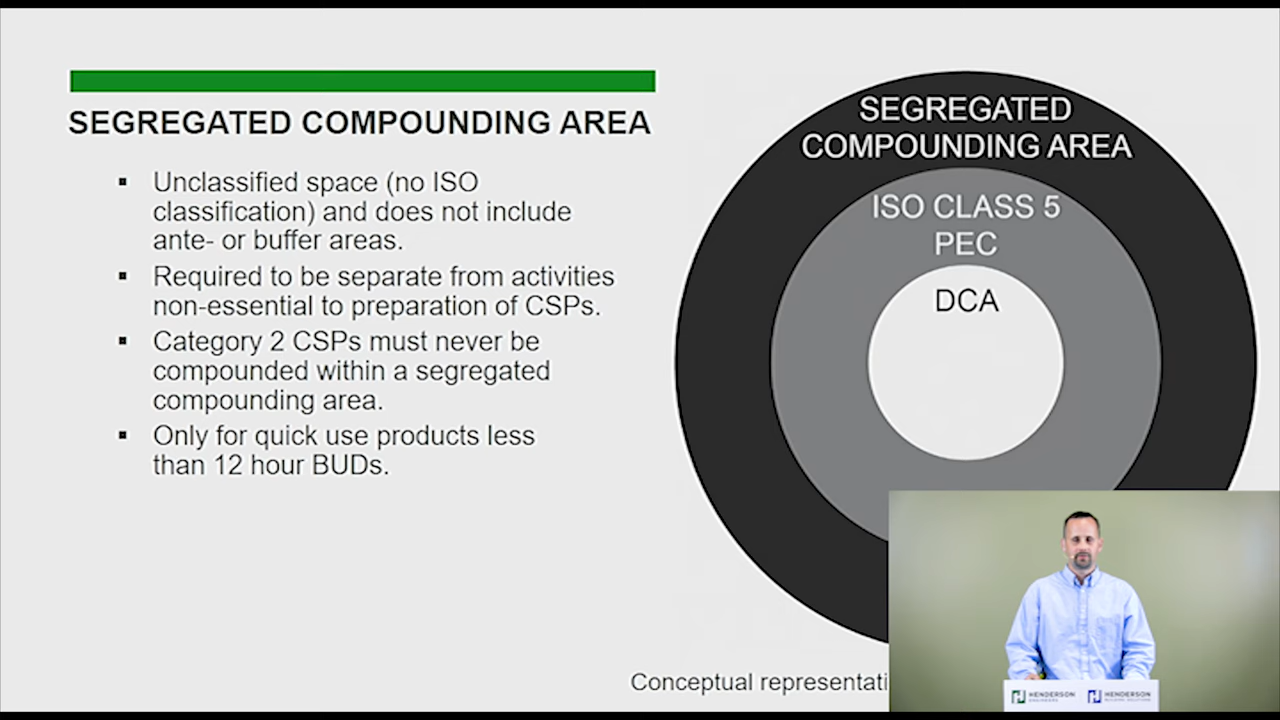 SEGREGATED COMPOUNDING AREA
▪ Unclassified space (no ISO
classification) and does not include
ante- or buffer areas.
▪ Required to be separate from activities
non-essential to preparation of CSPs.
▪ Category 2 CSPs must never be
compounded within a segregated
compounding area.
▪ Only for quick use products less
than 12 hour BUDs.
SEGREGATED
COMPOUNDING AREA
ISO CLASS 5
PEC
DCA
Conceptual representati
HENDERSON
ENGINEERS
HENDERSON
BUILDING SOLUTIONS